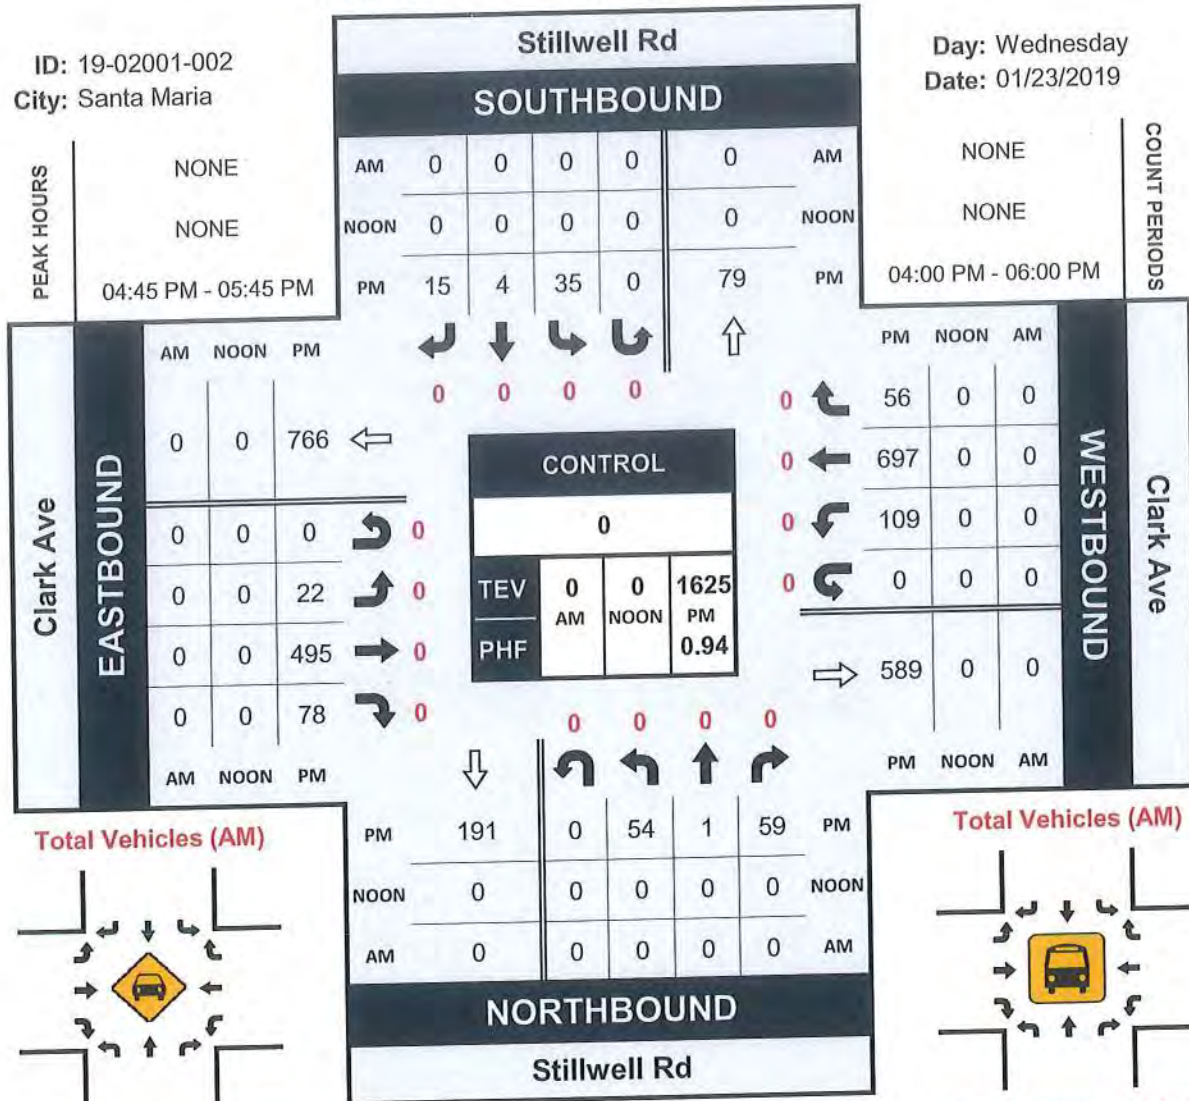 Stillwell Rd
ID: 19-02001-002
City: Santa Maria
Day: Wednesday
Date: 01/23/2019
SOUTHBOUND
PEAK HOURS
NONE
NONE
04:45 PM - 05:45 PM
COUNT PERIODS
NONE
NONE
04:00 PM - 06:00 PM
AM 0 0 0 0 0 AM
NOON 0 0 0 0 0 NOON
PM 15 4 35 0 79 PM
0 0 0 0
Clark Ave
EASTBOUND
AM NOON PM
0 0 766
0 0 0 0
0 0 22 0
0 0 495 0
0 0 78 0
AM NOON PM
CONTROL
0
TEV 0 0 1625
AM NOON PM
PHF 0.94
PM NOON AM
0 56 0 0
0 697 0 0
0 109 0 0
0 0 0 0
589 0 0
PM NOON AM
WESTBOUND
Clark Ave
0 0 0 0
PM 191 0 54 1 59 PM
NOON 0 0 0 0 0 NOON
AM 0 0 0 0 0 AM
NORTHBOUND
Stillwell Rd
Total Vehicles (AM)
Total Vehicles (AM)